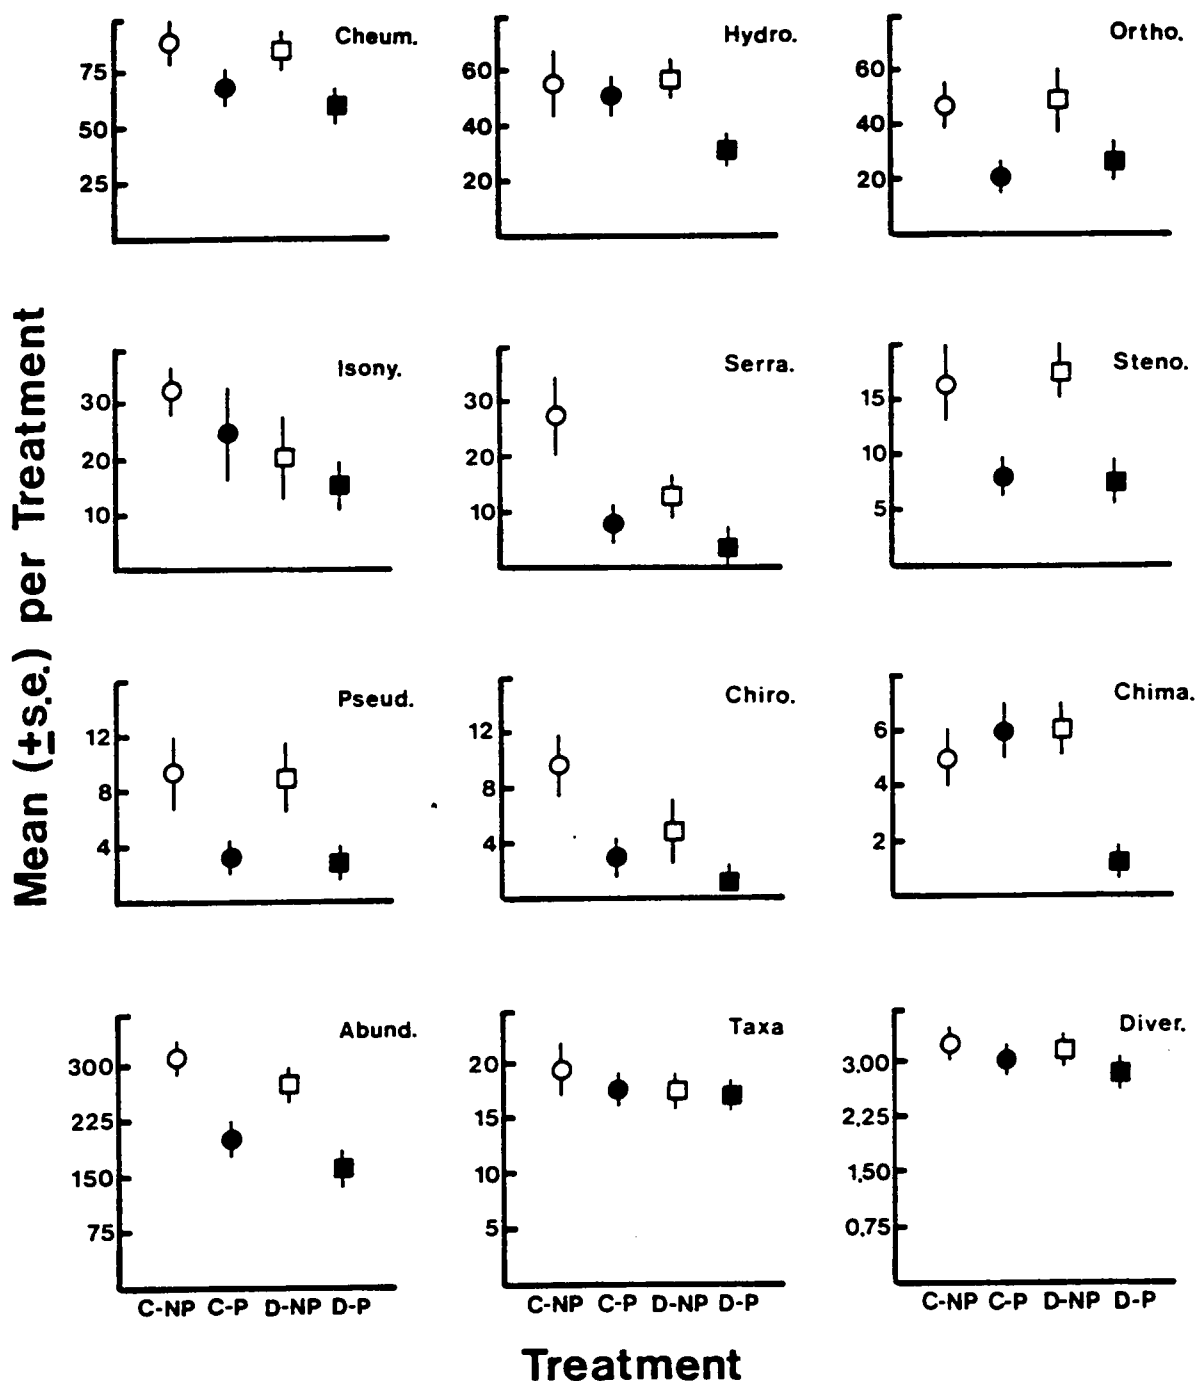 Mean (±s.e.) per Treatment
Cheum.
75
50
25
Hydro.
60
40
20
Ortho.
60
40
20
Isony.
30
20
10
Serra.
30
20
10
Steno.
15
10
5
Pseud.
12
8
4
Chiro.
12
8
4
Chima.
6
4
2
Abund.
300
225
150
75
C-NP C-P D-NP D-P
Taxa
20
15
10
5
C-NP C-P D-NP D-P
Diver.
3.00
2.25
1.50
0.75
C-NP C-P D-NP D-P
Treatment